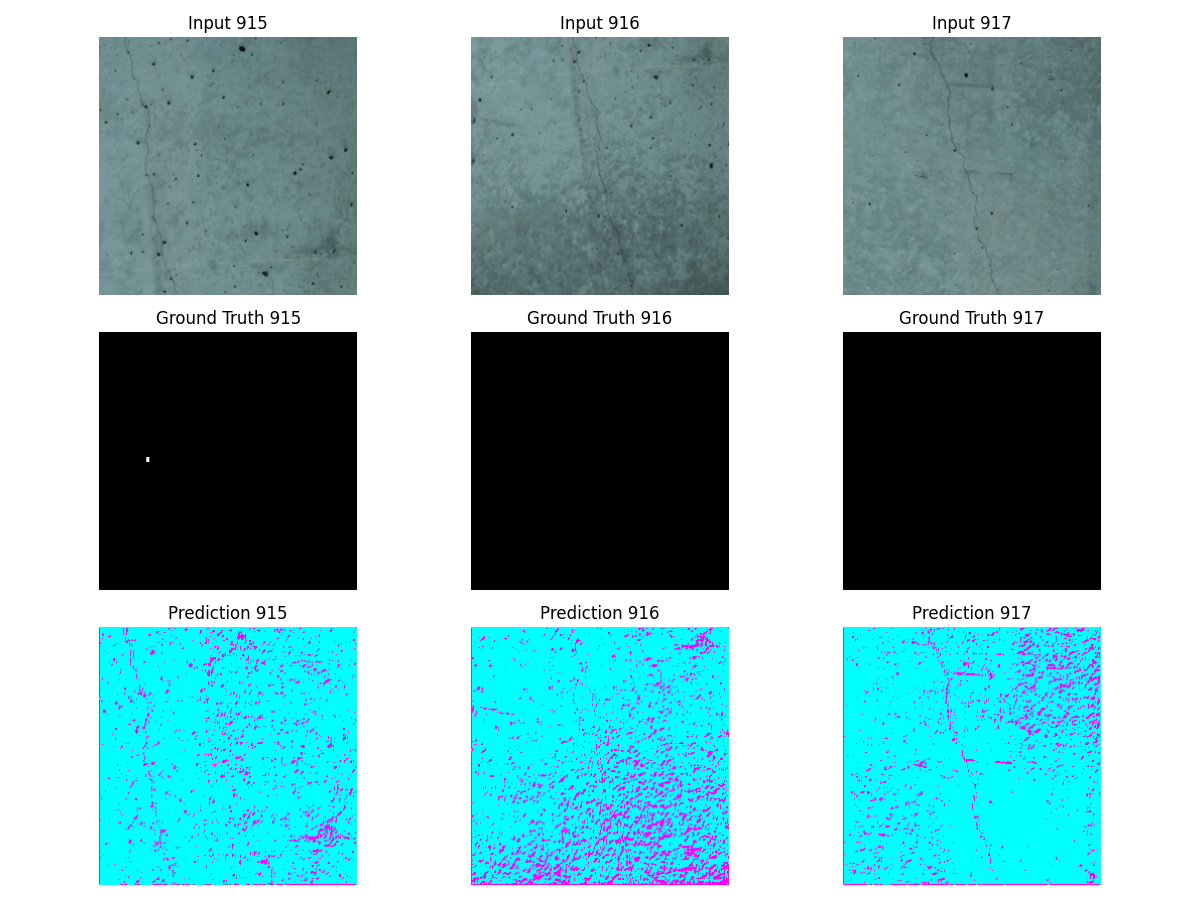 Input 915
Input 916
Input 917
Ground Truth 915
Ground Truth 916
Ground Truth 917
Prediction 915
Prediction 916
Prediction 917